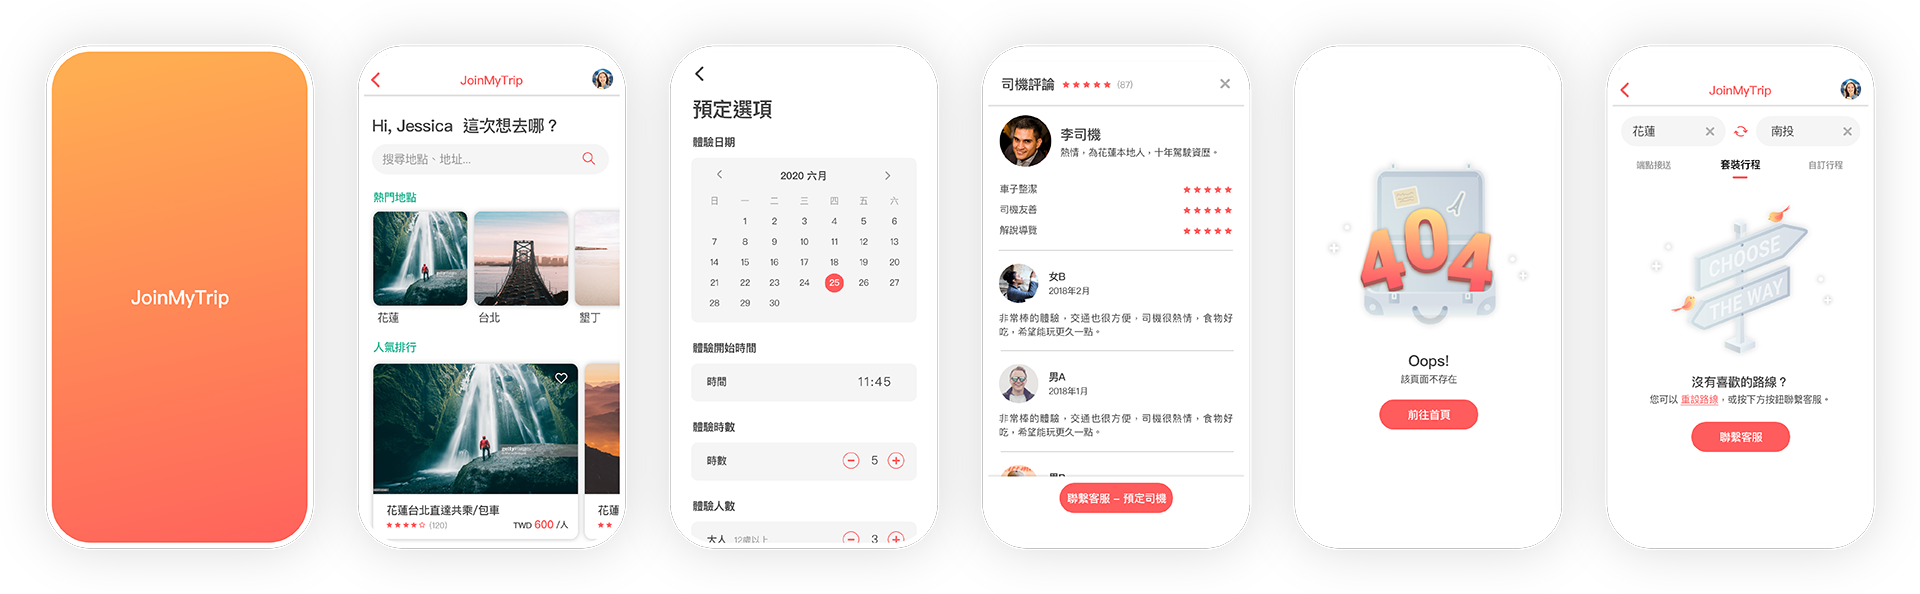 JoinMyTrip
JoinMyTrip
Hi, Jessica 這次想去哪？
搜尋地點、地址...
熱門地點
花蓮
台北
墾丁
人氣排行
花蓮台北直達共乘/包車
(120)
TWD 600 /人
花蓮
預定選項
體驗日期
2020 六月
日 一 二 三 四 五 六
1 2 3 4 5 6
7 8 9 10 11 12 13
14 15 16 17 18 19 20
21 22 23 24 25 26 27
28 29 30
體驗開始時間
時間 11:45
體驗時數
時數 5
體驗人數
大人 12歲以上 3
司機評論 (87)
李司機
熱情，為花蓮本地人，十年駕駛資歷。
車子整潔
司機友善
解說導覽
女B
2018年2月
非常棒的體驗，交通也很方便，司機很熱情，食物好
吃，希望能玩更久一點。
男A
2018年1月
非常棒的體驗，交通也很方便，司機很熱情，食物好
吃，希望能玩更久一點。
聯繫客服 – 預定司機
404
Oops!
該頁面不存在
前往首頁
JoinMyTrip
花蓮
南投
端點接送 套裝行程 自訂行程
CHOOSE
THE WAY
沒有喜歡的路線？
您可以 重設路線，或按下方按鈕聯繫客服。
聯繫客服